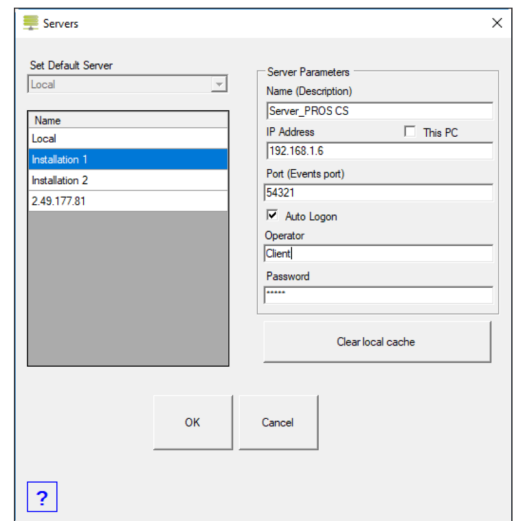 Servers
Set Default Server
Local
Name
Local
Installation 1
Installation 2
2.49.177.81
Server Parameters
Name (Description)
Server_PROS CS
IP Address
This PC
192.168.1.6
Port (Events port)
54321
Auto Logon
Operator
Client
Password
*****
Clear local cache
OK
Cancel
?